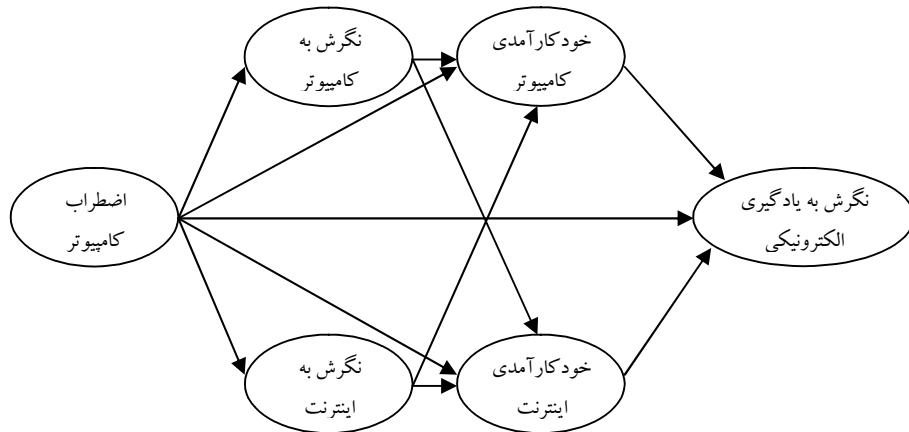 نگرش به
کامپیوتر
خودکارآمدی
کامپیوتر
اضطراب
کامپیوتر
نگرش به یادگیری
الکترونیکی
نگرش به
اینترنت
خودکارآمدی
اینترنت